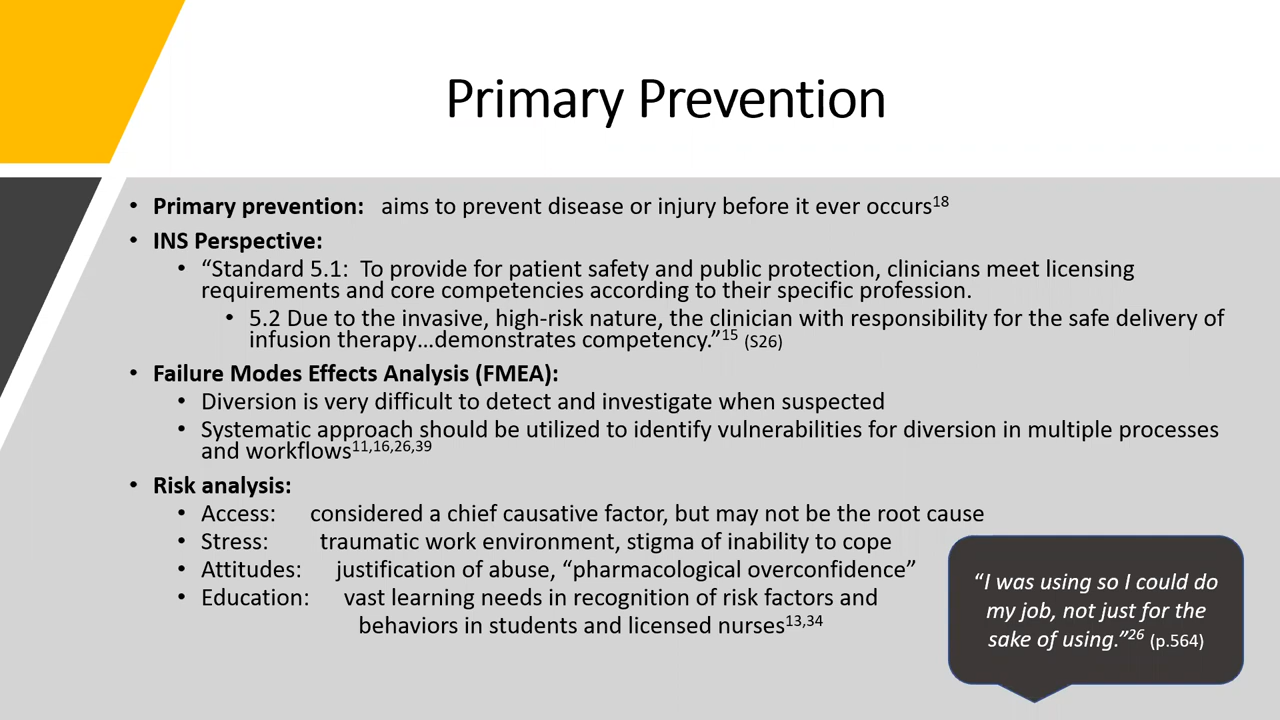 Primary Prevention
• Primary prevention: aims to prevent disease or injury before it ever occurs18
• INS Perspective:
• “Standard 5.1: To provide for patient safety and public protection, clinicians meet licensing
requirements and core competencies according to their specific profession.
• 5.2 Due to the invasive, high-risk nature, the clinician with responsibility for the safe delivery of
infusion therapy…demonstrates competency.”15 (S26)
• Failure Modes Effects Analysis (FMEA):
• Diversion is very difficult to detect and investigate when suspected
• Systematic approach should be utilized to identify vulnerabilities for diversion in multiple processes
and workflows11,16,26,39
• Risk analysis:
• Access: considered a chief causative factor, but may not be the root cause
• Stress: traumatic work environment, stigma of inability to cope
• Attitudes: justification of abuse, “pharmacological overconfidence”
• Education: vast learning needs in recognition of risk factors and
behaviors in students and licensed nurses13,34
“I was using so I could do
my job, not just for the
sake of using.”26 (p.564)